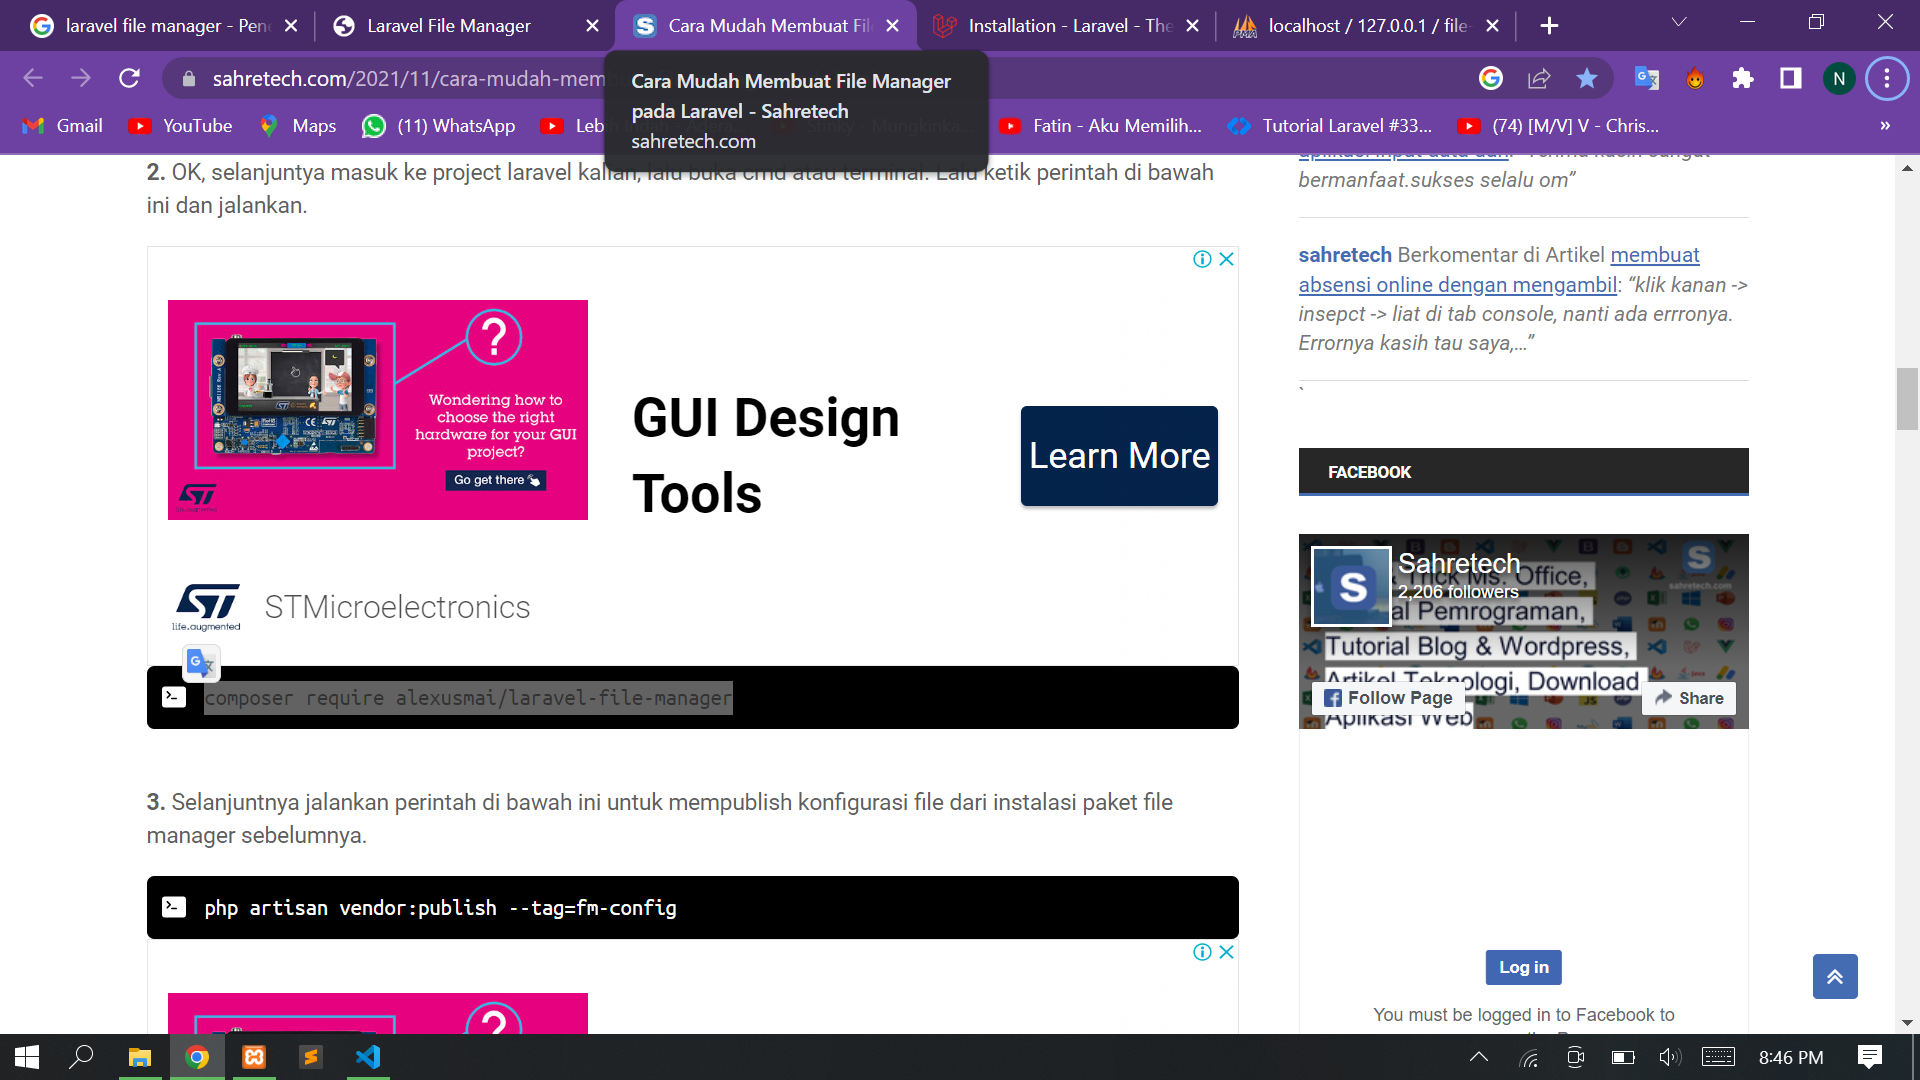 laravel file manager - Pen
Laravel File Manager
Cara Mudah Membuat Fil
Installation - Laravel - The
localhost / 127.0.0.1 / file-
sahretech.com/2021/11/cara-mudah-memb
N
Cara Mudah Membuat File Manager
pada Laravel - Sahretech
sahretech.com
Gmail
YouTube
Maps
(11) WhatsApp
Fatin - Aku Memilih...
Tutorial Laravel #33...
(74) [M/V] V - Chris...
»
2. OK, selanjuntya masuk ke project laravel kalian, lalu buka cmd atau terminal. Lalu ketik perintah di bawah
ini dan jalankan.
?
Wondering how to
choose the right
hardware for your GUI
project?
Go get there
ST
GUI Design
Tools
Learn More
ST
life.augmented
STMicroelectronics
composer require alexusmai/laravel-file-manager
3. Selanjuntnya jalankan perintah di bawah ini untuk mempublish konfigurasi file dari instalasi paket file
manager sebelumnya.
php artisan vendor:publish --tag=fm-config
?
bermanfaat.sukses selalu om”
sahretech Berkomentar di Artikel membuat
absensi online dengan mengambil: “klik kanan ->
insepct -> liat di tab console, nanti ada errronya.
Errornya kasih tau saya,...”
`
FACEBOOK
S
Sahretech
2,206 followers
Trick Ms. Office,
al Pemrograman,
Tutorial Blog & Wordpress,
Artikel Teknologi, Download
Aplikasi Web
sahretech.com
Follow Page
Share
Log in
You must be logged in to Facebook to
8:46 PM